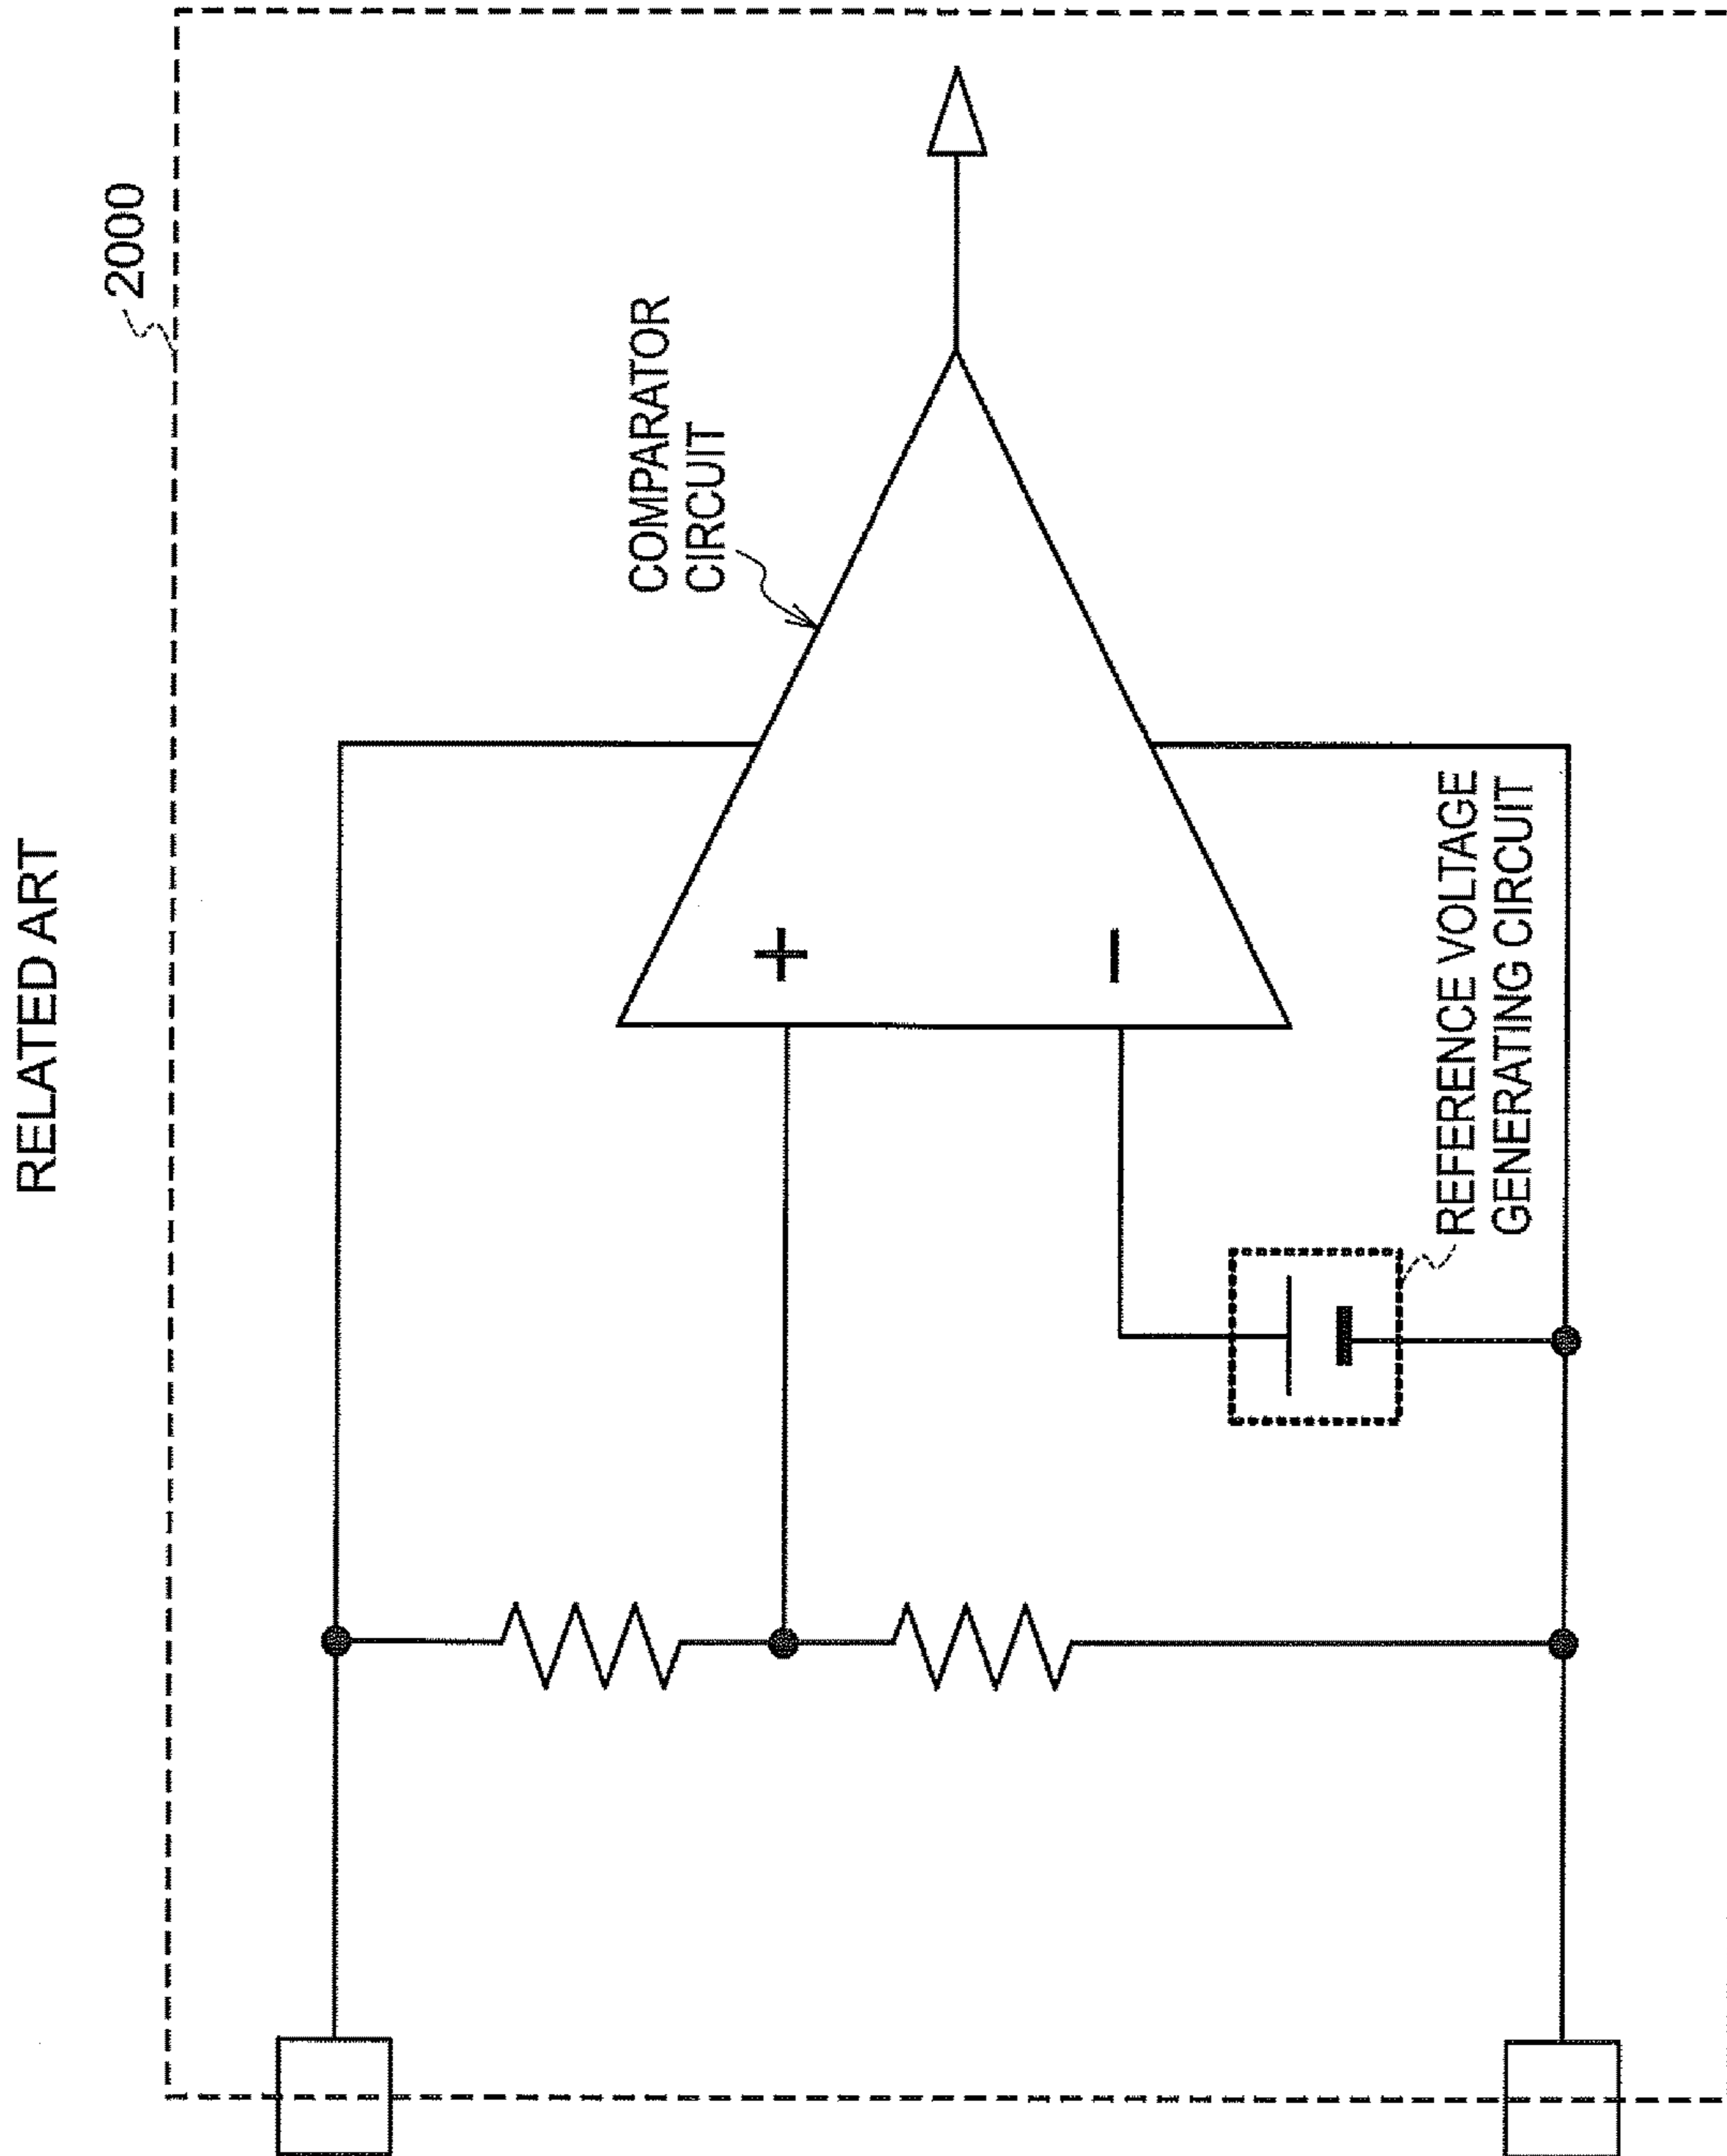 RELATED ART
2000
COMPARATOR
CIRCUIT
+
−
REFERENCE VOLTAGE
GENERATING CIRCUIT